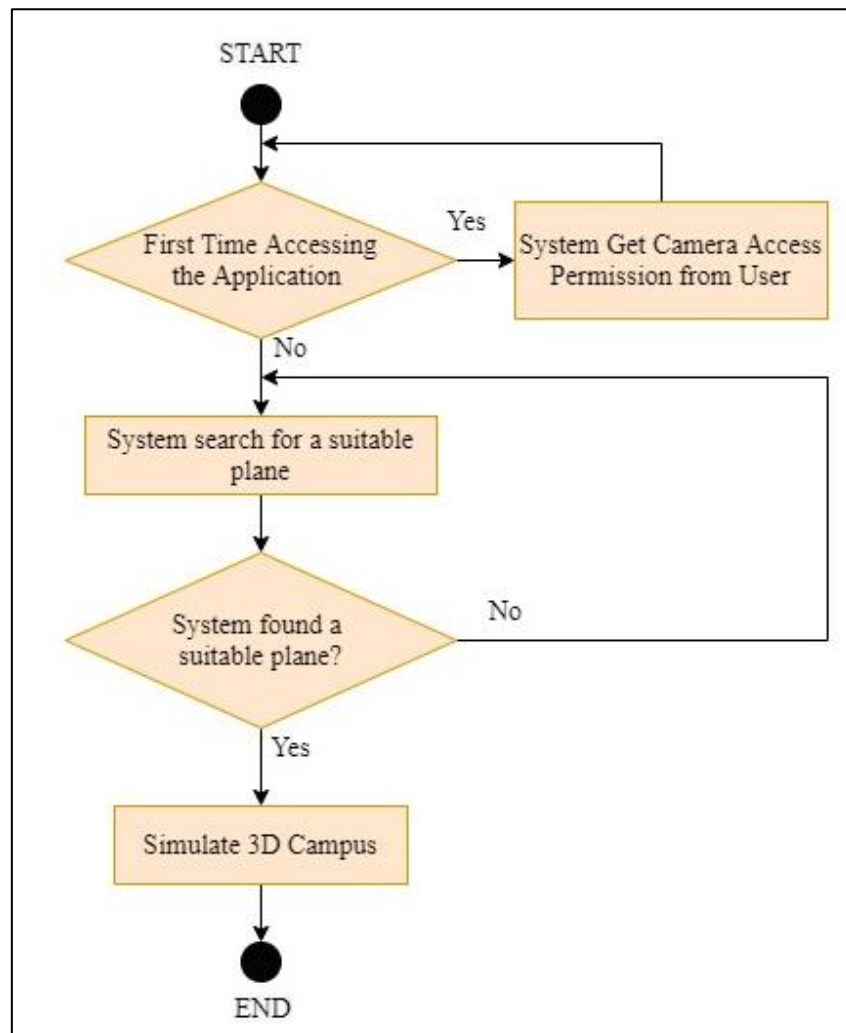 START
First Time Accessing
the Application
Yes
System Get Camera Access
Permission from User
No
System search for a suitable
plane
System found a
suitable plane?
No
Yes
Simulate 3D Campus
END